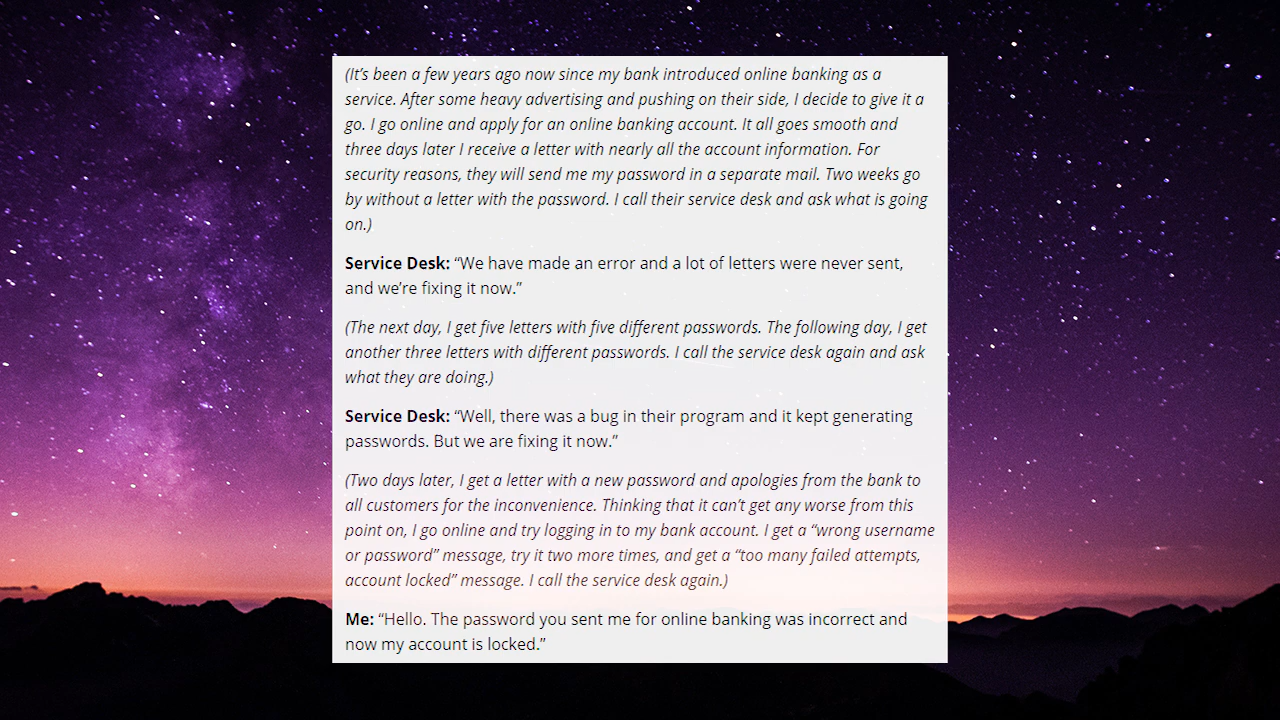 (It’s been a few years ago now since my bank introduced online banking as a
service. After some heavy advertising and pushing on their side, I decide to give it a
go. I go online and apply for an online banking account. It all goes smooth and
three days later I receive a letter with nearly all the account information. For
security reasons, they will send me my password in a separate mail. Two weeks go
by without a letter with the password. I call their service desk and ask what is going
on.)
Service Desk: “We have made an error and a lot of letters were never sent,
and we’re fixing it now.”
(The next day, I get five letters with five different passwords. The following day, I get
another three letters with different passwords. I call the service desk again and ask
what they are doing.)
Service Desk: “Well, there was a bug in their program and it kept generating
passwords. But we are fixing it now.”
(Two days later, I get a letter with a new password and apologies from the bank to
all customers for the inconvenience. Thinking that it can’t get any worse from this
point on, I go online and try logging in to my bank account. I get a “wrong username
or password” message, try it two more times, and get a “too many failed attempts,
account locked” message. I call the service desk again.)
Me: “Hello. The password you sent me for online banking was incorrect and
now my account is locked.”